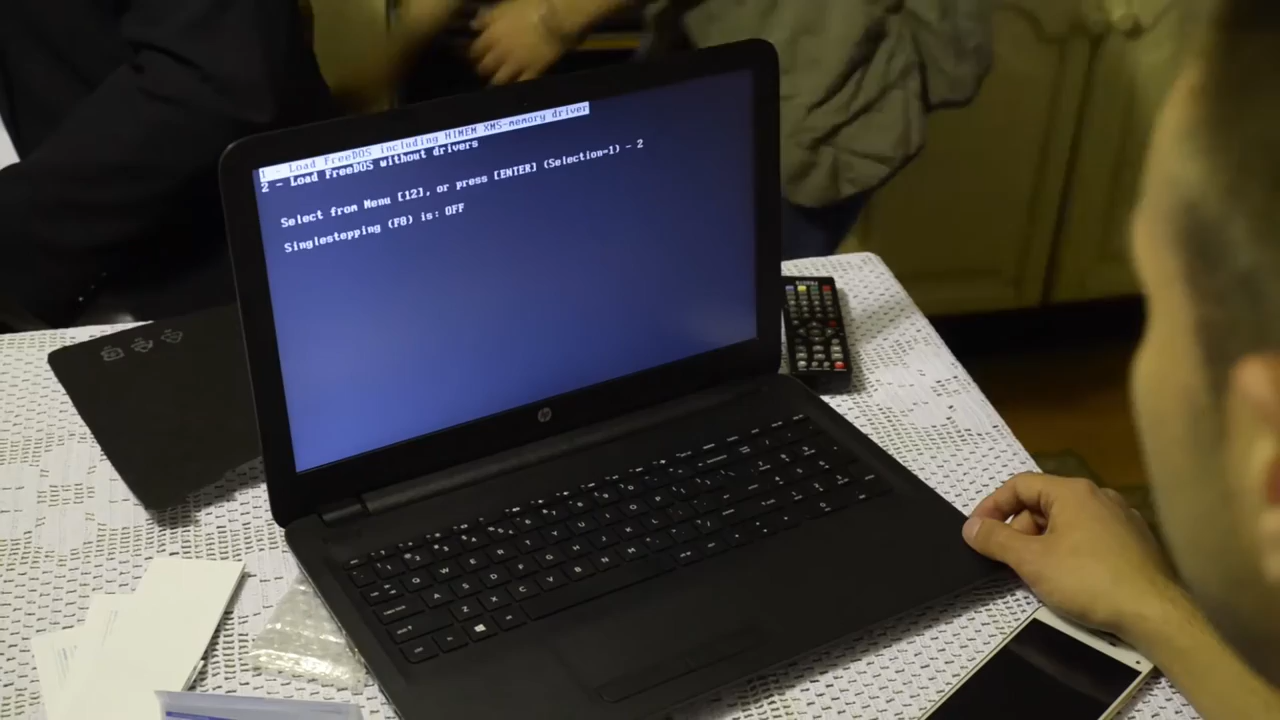 1 - Load FreeDOS including HIMEM XMS-memory driver
2 - Load FreeDOS without drivers
Select from Menu [12], or press [ENTER] (Selection=1) - 2
Singlestepping (F8) is: OFF
hp
Q W E R T Y U I O P
A S D F G H J K L
Z X C V B N M